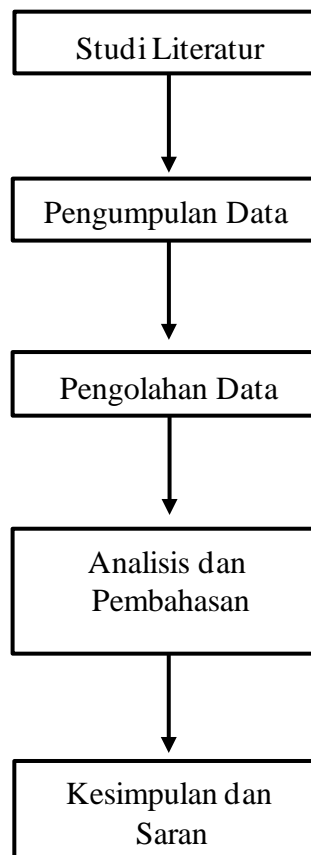 Studi Literatur
Pengumpulan Data
Pengolahan Data
Analisis dan
Pembahasan
Kesimpulan dan
Saran